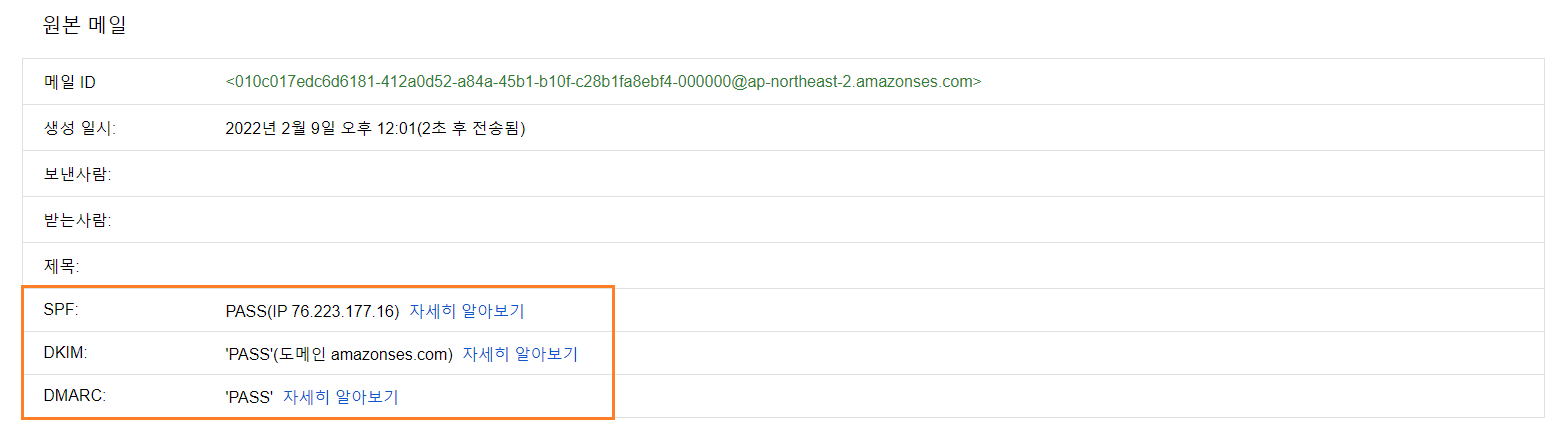 원본 메일
메일 ID <010c017edc6d6181-412a0d52-a84a-45b1-b10f-c28b1fa8ebf4-000000@ap-northeast-2.amazonses.com>
생성 일시: 2022년 2월 9일 오후 12:01(2초 후 전송됨)
보낸사람:
받는사람:
제목:
SPF: PASS(IP 76.223.177.16) 자세히 알아보기
DKIM: 'PASS'(도메인 amazonses.com) 자세히 알아보기
DMARC: 'PASS' 자세히 알아보기